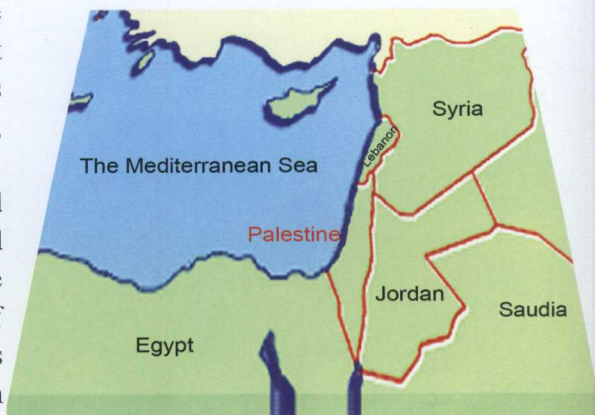 Syria
Lebanon
The Mediterranean Sea
Palestine
Jordan
Saudia
Egypt